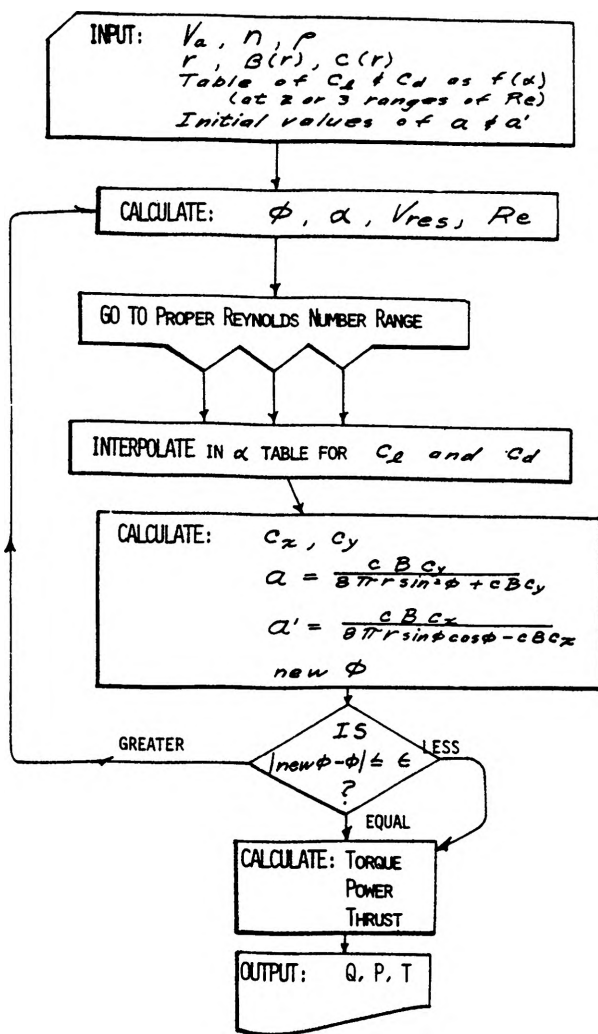 INPUT: Va, n, ρ
r, β(r), c(r)
Table of Cl & Cd as f(α)
(at 2 or 3 ranges of Re)
Initial values of a & a'
CALCULATE: φ, α, Vres, Re
GO TO PROPER REYNOLDS NUMBER RANGE
INTERPOLATE IN α TABLE FOR Cl and Cd
CALCULATE: Cx, Cy
a = c B Cy / 8πr sin²φ + cBCy
a' = c B Cx / 8πr sinφ cosφ - cBCx
new φ
GREATER
IS
LESS
|new φ-φ| ≤ ε
?
EQUAL
CALCULATE: TORQUE
POWER
THRUST
OUTPUT: Q, P, T